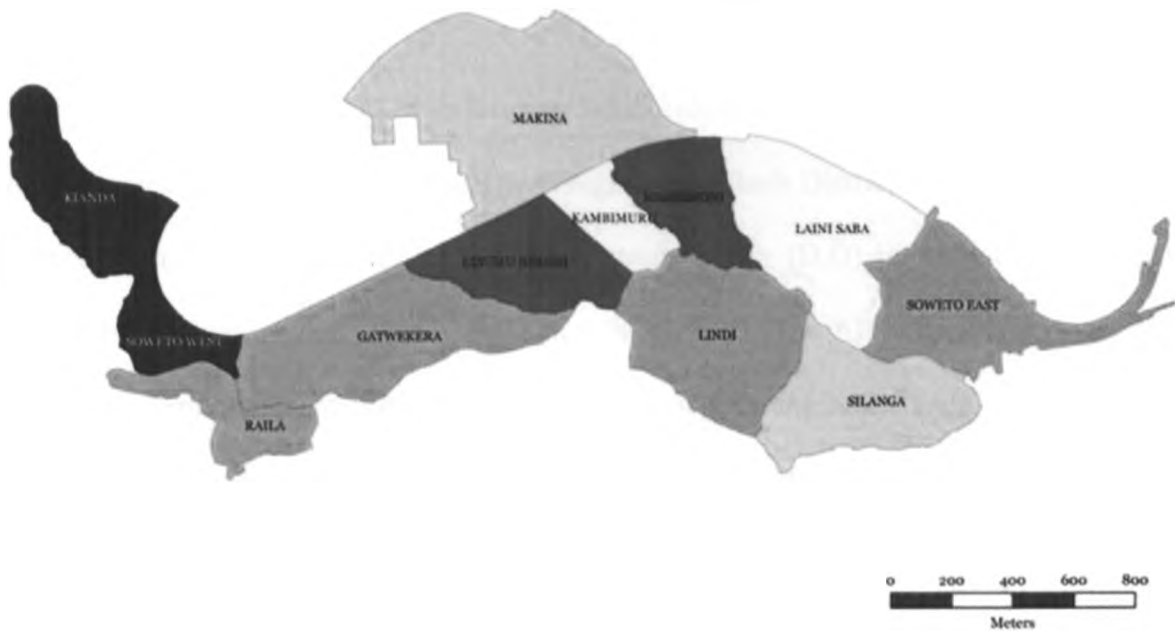 MAKINA
KIANDA
KAMBIMURU
LAINI SABA
SOWETO EAST
SOWETO WEST
GATWEKERA
LINDI
SILANGA
RAILA
0 200 400 600 800
Meters